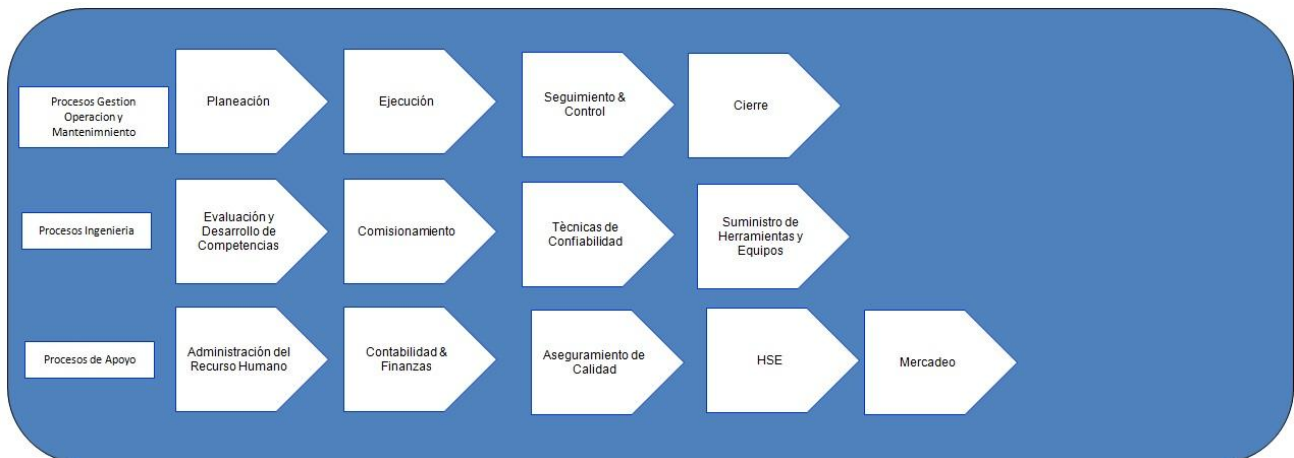 Procesos Gestion
Operacion y
Mantenimniento
Planeación
Ejecución
Seguimiento &
Control
Cierre
Procesos Ingenieria
Evaluación y
Desarrollo de
Competencias
Comisionamiento
Tècnicas de
Confiabilidad
Suministro de
Herramientas y
Equipos
Procesos de Apoyo
Administración del
Recurso Humano
Contabilidad &
Finanzas
Aseguramiento de
Calidad
HSE
Mercadeo